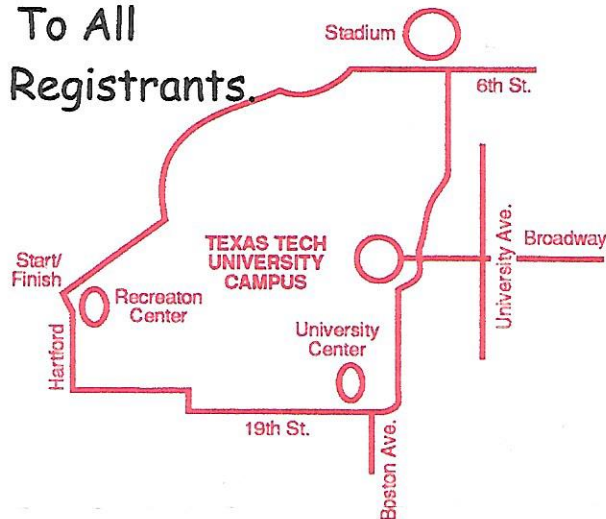 To All
Registrants.
Stadium
6th St.
TEXAS TECH
UNIVERSITY
CAMPUS
University Ave.
Broadway
Start/
Finish
Recreaton
Center
University
Center
Hartford
19th St.
Boston Ave.